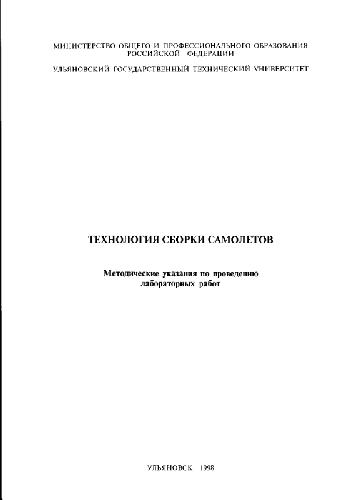 МИНИСТЕРСТВО ОБЩЕГО И ПРОФЕССИОНАЛЬНОГО ОБРАЗОВАНИЯ
РОССИЙСКОЙ ФЕДЕРАЦИИ
УЛЬЯНОВСКИЙ ГОСУДАРСТВЕННЫЙ ТЕХНИЧЕСКИЙ УНИВЕРСИТЕТ
ТЕХНОЛОГИЯ СБОРКИ САМОЛЕТОВ
Методические указания по проведению
лабораторных работ
УЛЬЯНОВСК 1998